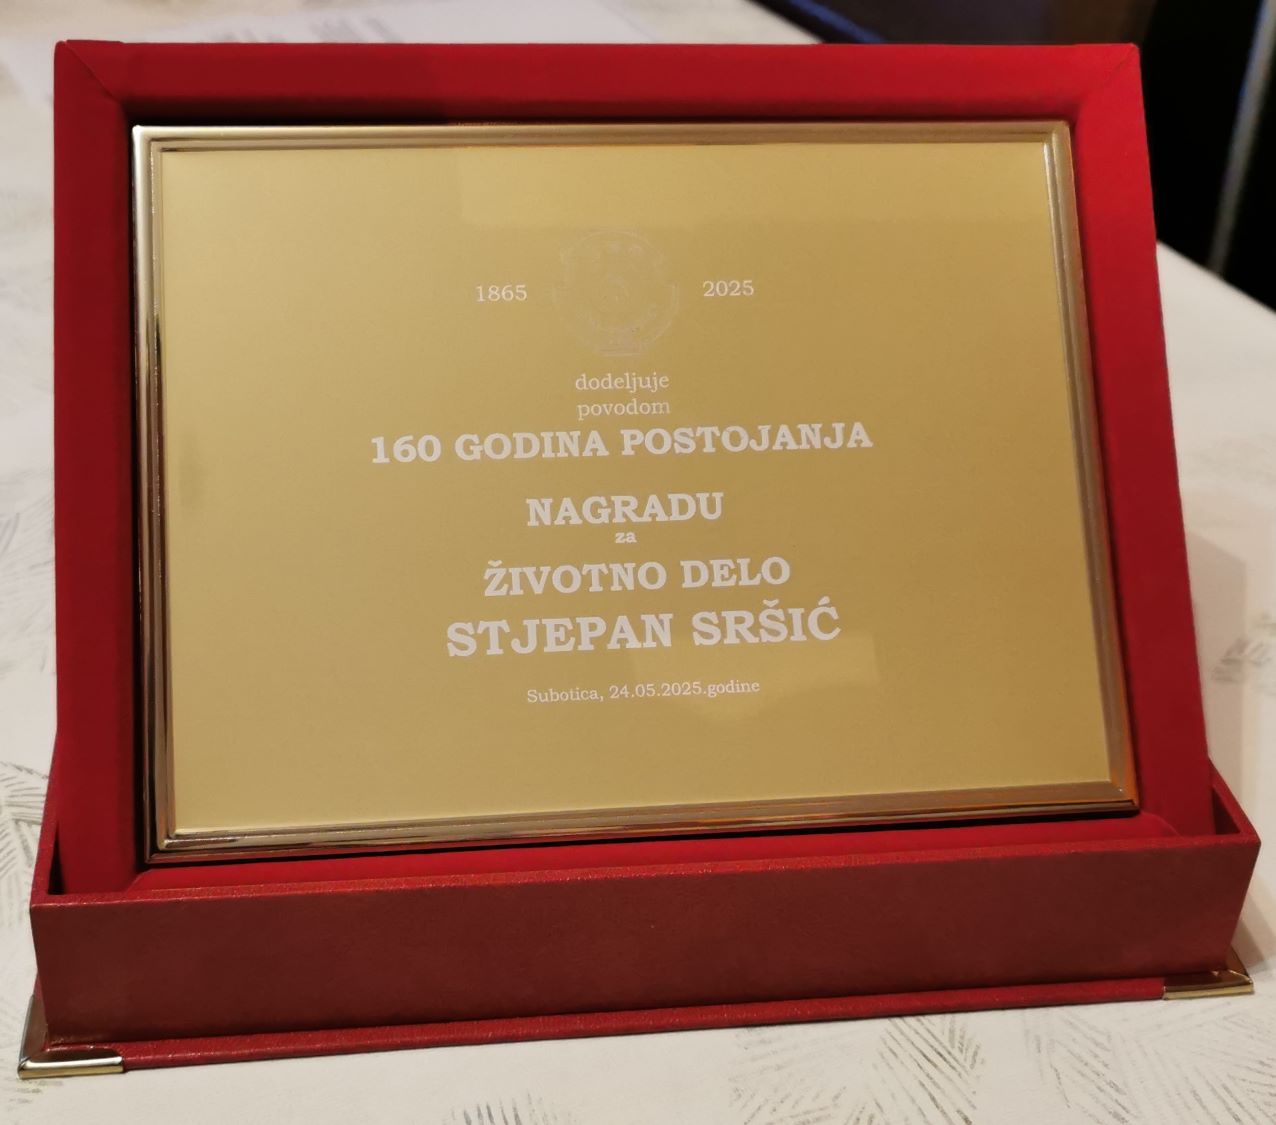 1865 2025
dodeljuje
povodom
160 GODINA POSTOJANJA
NAGRADU
za
ŽIVOTNO DELO
STJEPAN SRŠIĆ
Subotica, 24.05.2025.godine